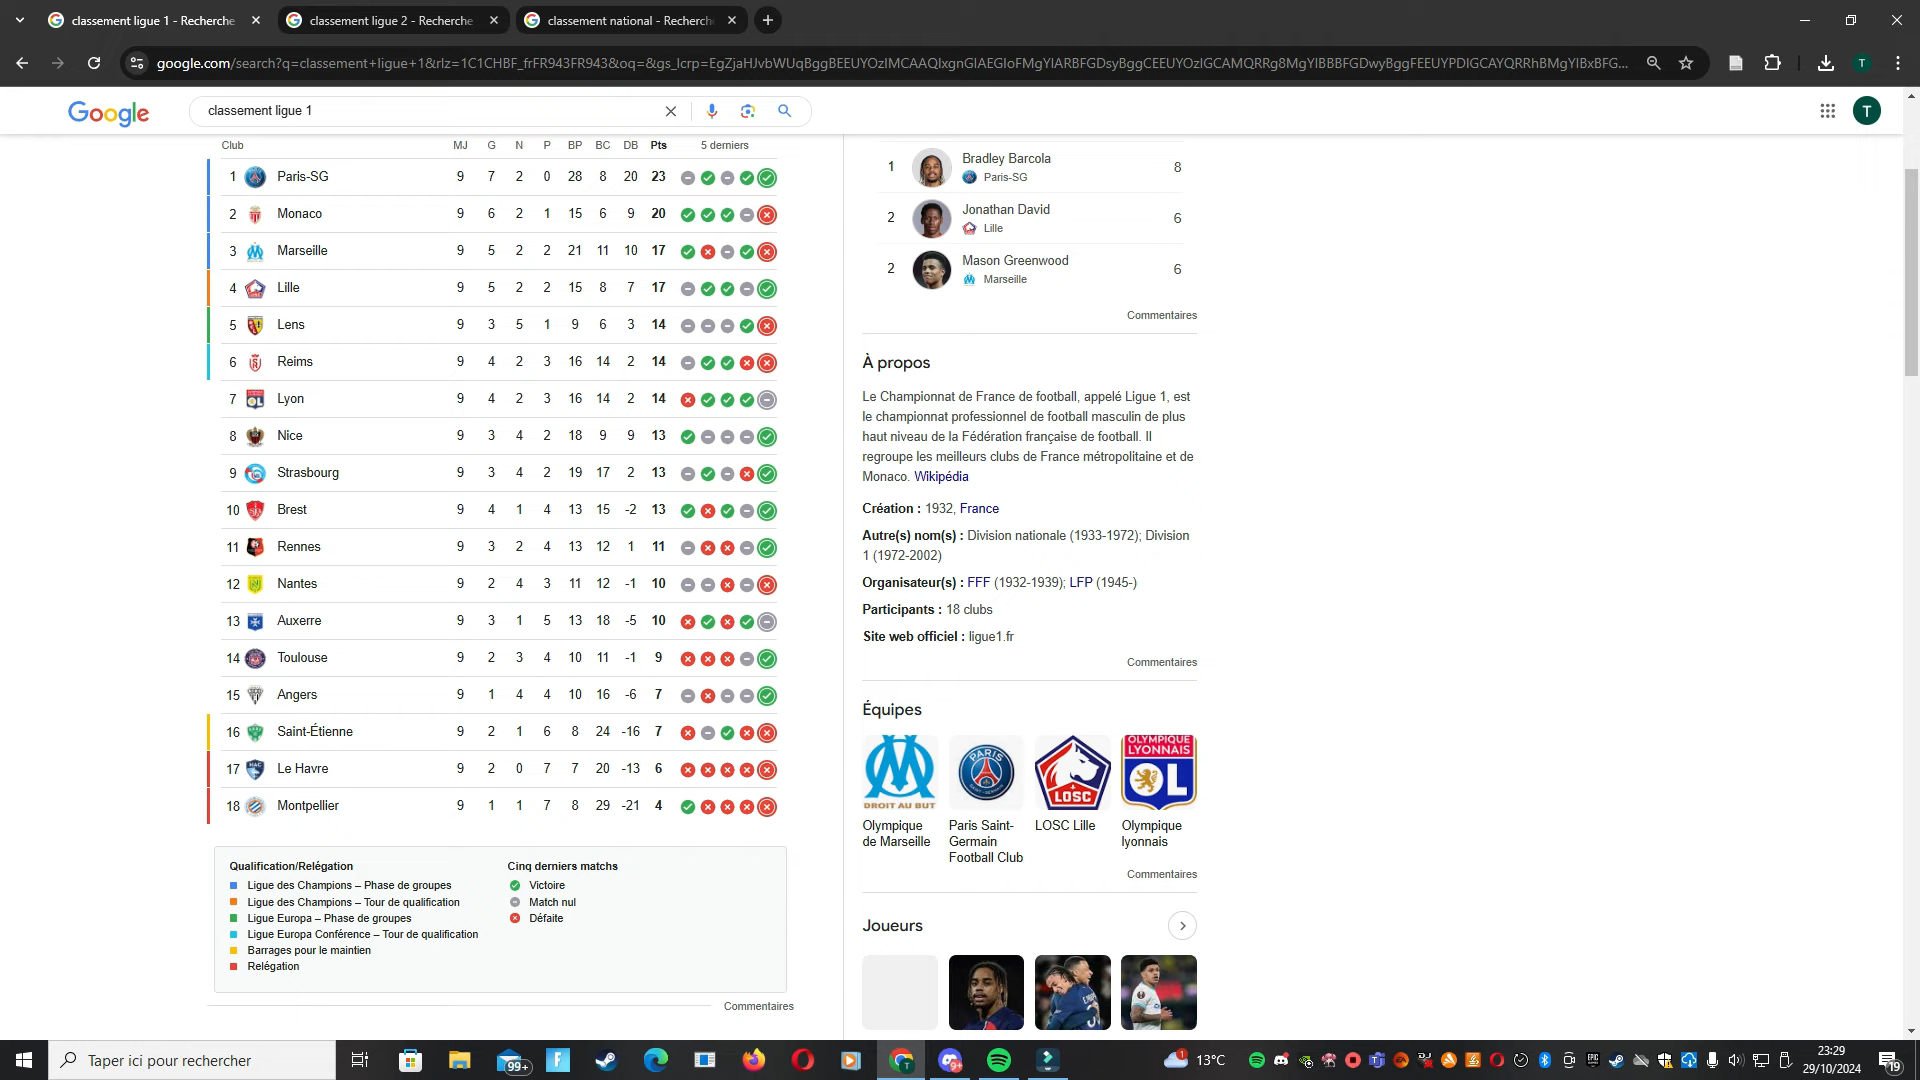 classement ligue 1 - Recherche
classement ligue 2 - Recherche
classement national - Recherch
google.com/search?q=classement+ligue+1&rlz=1C1CHBF_frFR943FR943&oq=&gs_lcrp=
Google
classement ligue 1
T
Club MJ G N P BP BC DB Pts 5 derniers
1 Paris-SG 9 7 2 0 28 8 20 23
2 Monaco 9 6 2 1 15 6 9 20
3 Marseille 9 5 2 2 21 11 10 17
4 Lille 9 5 2 2 15 8 7 17
5 Lens 9 3 5 1 9 6 3 14
6 Reims 9 4 2 3 16 14 2 14
7 Lyon 9 4 2 3 16 14 2 14
8 Nice 9 3 4 2 18 9 9 13
9 Strasbourg 9 3 4 2 19 17 2 13
10 Brest 9 4 1 4 13 15 -2 13
11 Rennes 9 3 2 4 13 12 1 11
12 Nantes 9 2 4 3 11 12 -1 10
13 Auxerre 9 3 1 5 13 18 -5 10
14 Toulouse 9 2 3 4 10 11 -1 9
15 Angers 9 1 4 4 10 16 -6 7
16 Saint-Étienne 9 2 1 6 8 24 -16 7
17 Le Havre 9 2 0 7 7 20 -13 6
18 Montpellier 9 1 1 7 8 29 -21 4
Qualification/Relégation
Ligue des Champions – Phase de groupes
Ligue des Champions – Tour de qualification
Ligue Europa – Phase de groupes
Ligue Europa Conférence – Tour de qualification
Barrages pour le maintien
Relégation
Cinq derniers matchs
Victoire
Match nul
Défaite
Commentaires
1 Bradley Barcola 8
Paris-SG
2 Jonathan David 6
Lille
2 Mason Greenwood 6
Marseille
Commentaires
À propos
Le Championnat de France de football, appelé Ligue 1, est
le championnat professionnel de football masculin de plus
haut niveau de la Fédération française de football. Il
regroupe les meilleurs clubs de France métropolitaine et de
Monaco. Wikipédia
Création : 1932, France
Autre(s) nom(s) : Division nationale (1933-1972); Division
1 (1972-2002)
Organisateur(s) : FFF (1932-1939); LFP (1945-)
Participants : 18 clubs
Site web officiel : ligue1.fr
Commentaires
Équipes
DROIT AU BUT
PARIS
LOSC
OLYMPIQUE
LYONNAIS
OL
Olympique
de Marseille
Paris Saint-
Germain
Football Club
LOSC Lille
Olympique
lyonnais
Commentaires
Joueurs
Taper ici pour rechercher
99+
13°C
23:29
29/10/2024
19